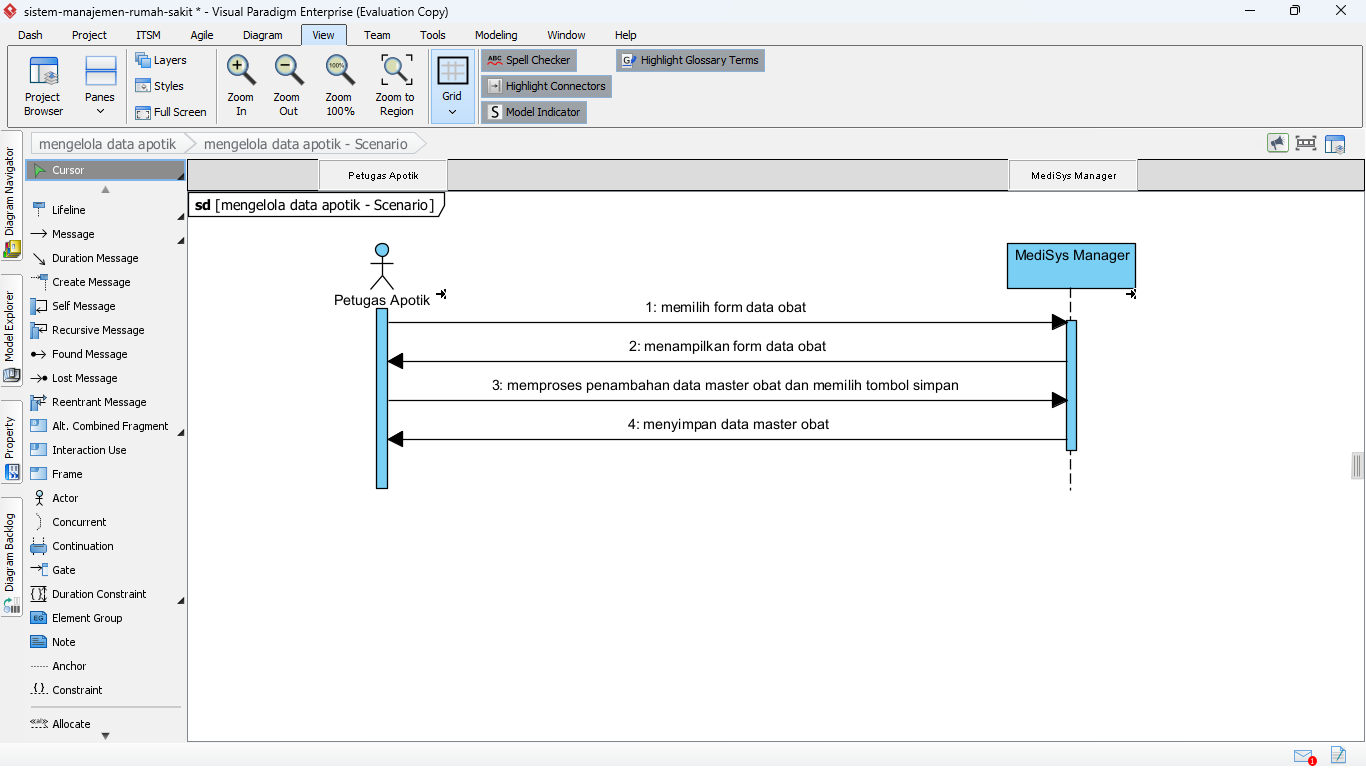 sistem-manajemen-rumah-sakit * - Visual Paradigm Enterprise (Evaluation Copy)
Dash Project ITSM Agile Diagram View Team Tools Modeling Window Help
Project Browser
Panes
Layers
Styles
Full Screen
Zoom In
Zoom Out
100%
Zoom 100%
Zoom to Region
Grid
ABC Spell Checker
Highlight Connectors
S Model Indicator
G Highlight Glossary Terms
mengelola data apotik
mengelola data apotik - Scenario
Diagram Navigator
Model Explorer
Property
Diagram Backlog
Cursor
Lifeline
Message
Duration Message
Create Message
Self Message
Recursive Message
Found Message
Lost Message
Reentrant Message
Alt. Combined Fragment
Interaction Use
Frame
Actor
Concurrent
Continuation
Gate
Duration Constraint
EG Element Group
Note
Anchor
Constraint
Allocate
Petugas Apotik
MediSys Manager
sd [mengelola data apotik - Scenario]
MediSys Manager
Petugas Apotik
1: memilih form data obat
2: menampilkan form data obat
3: memproses penambahan data master obat dan memilih tombol simpan
4: menyimpan data master obat
1